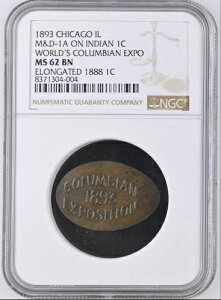 1893 CHICAGO IL
M&D-1A ON INDIAN 1C
WORLD'S COLUMBIAN EXPO
MS 62 BN
ELONGATED 1888 1C
8371304-004
NUMISMATIC GUARANTY COMPANY
NGC
COLUMBIAN
1893
EXPOSITION